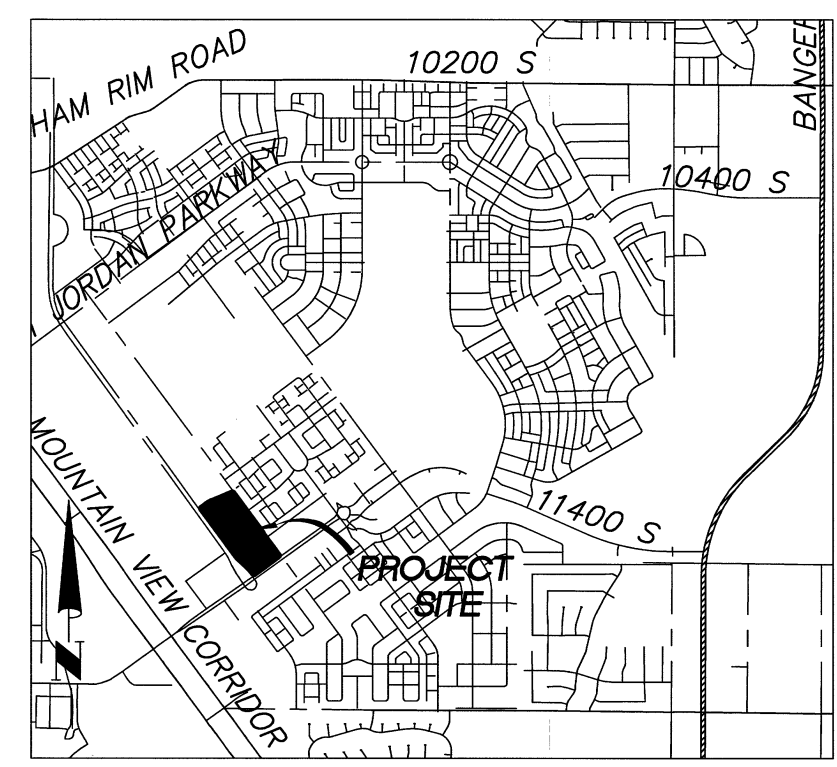 HAM RIM ROAD
10200 S
BANGER
JORDAN PARKWAY
10400 S
MOUNTAIN VIEW CORRIDOR
11400 S
PROJECT
SITE